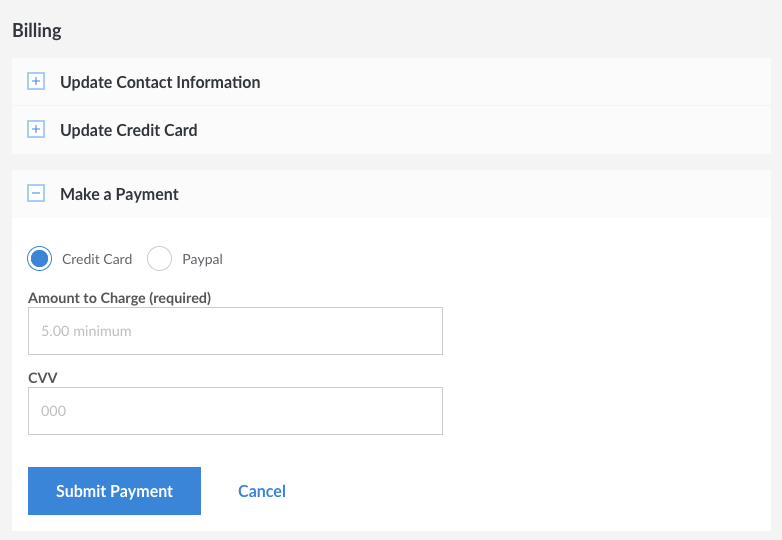 Billing
Update Contact Information
Update Credit Card
Make a Payment
Credit Card Paypal
Amount to Charge (required)
5.00 minimum
CVV
000
Submit Payment Cancel